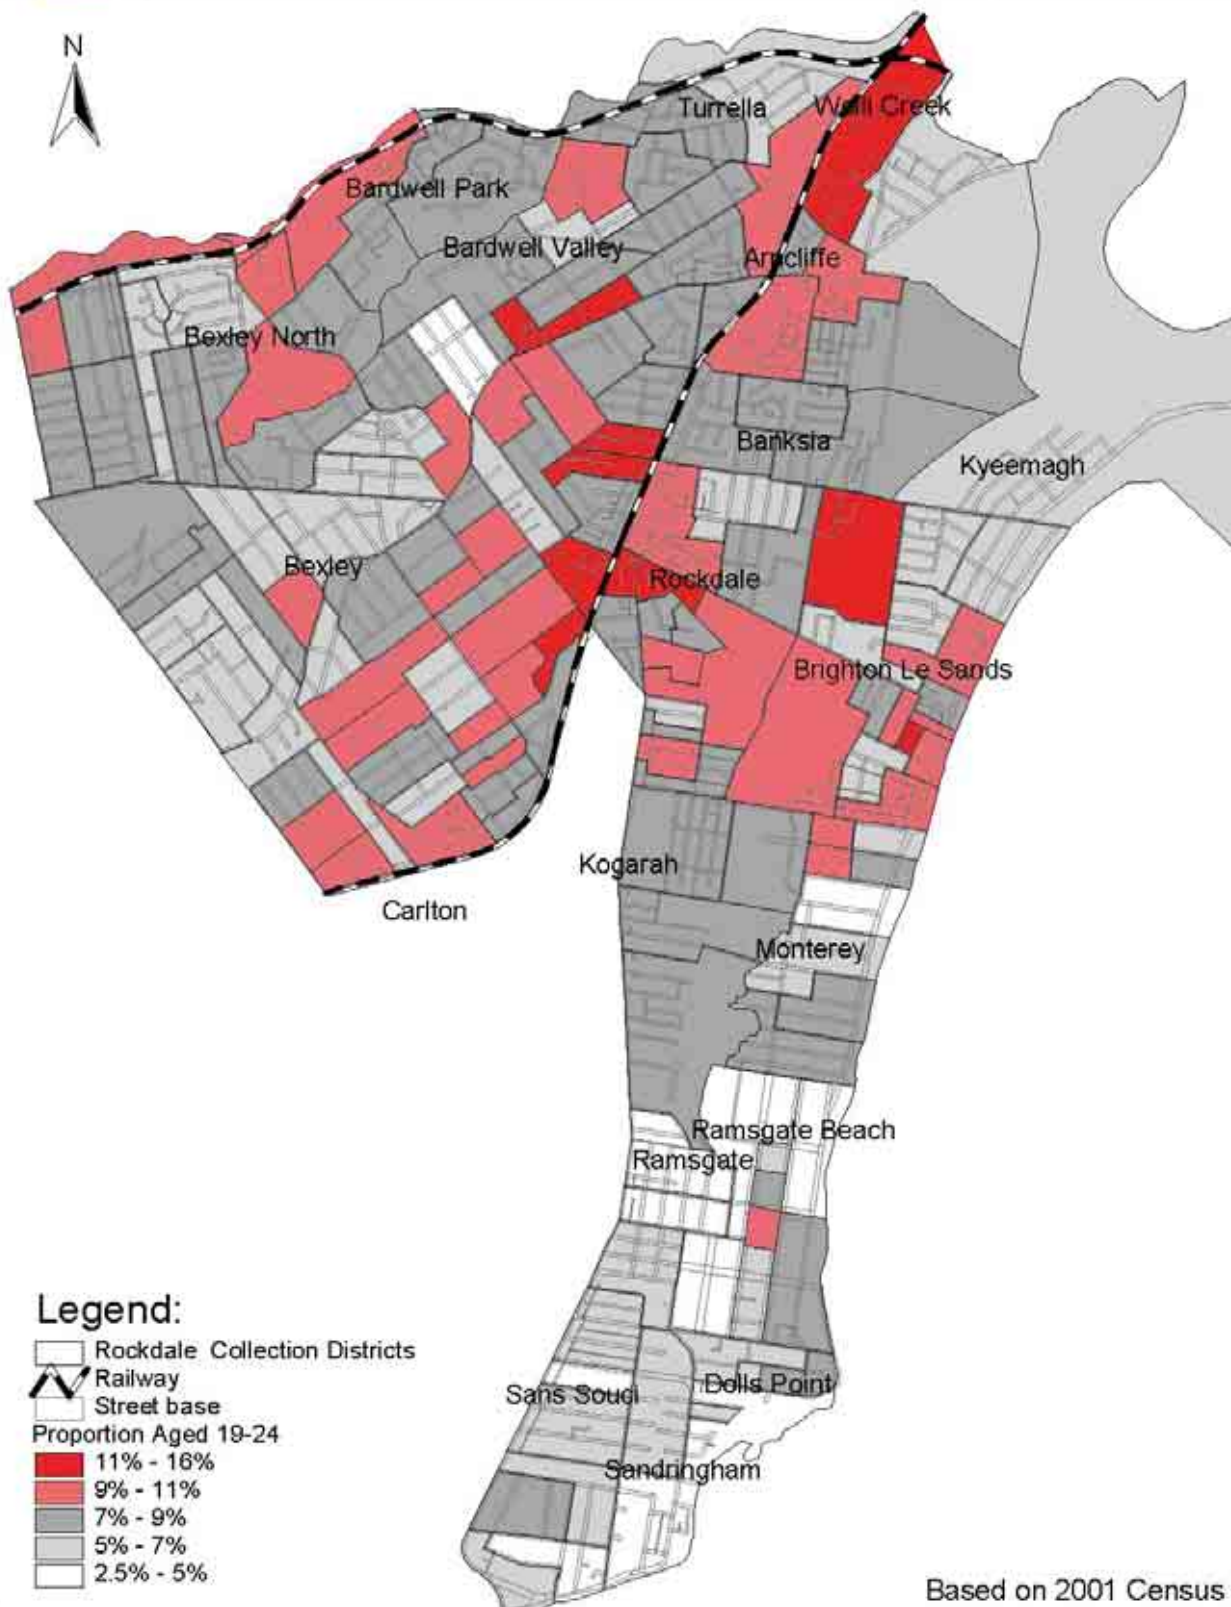 N
Turrella
Wolli Creek
Bardwell Park
Bardwell Valley
Arncliffe
Bexley North
Banksia
Kyeemagh
Bexley
Rockdale
Brighton Le Sands
Kogarah
Carlton
Monterey
Ramsgate Beach
Ramsgate
Legend:
Rockdale Collection Districts
Railway
Street base
Proportion Aged 19-24
11% - 16%
9% - 11%
7% - 9%
5% - 7%
2.5% - 5%
Dolls Point
Sans Souci
Sandringham
Based on 2001 Census